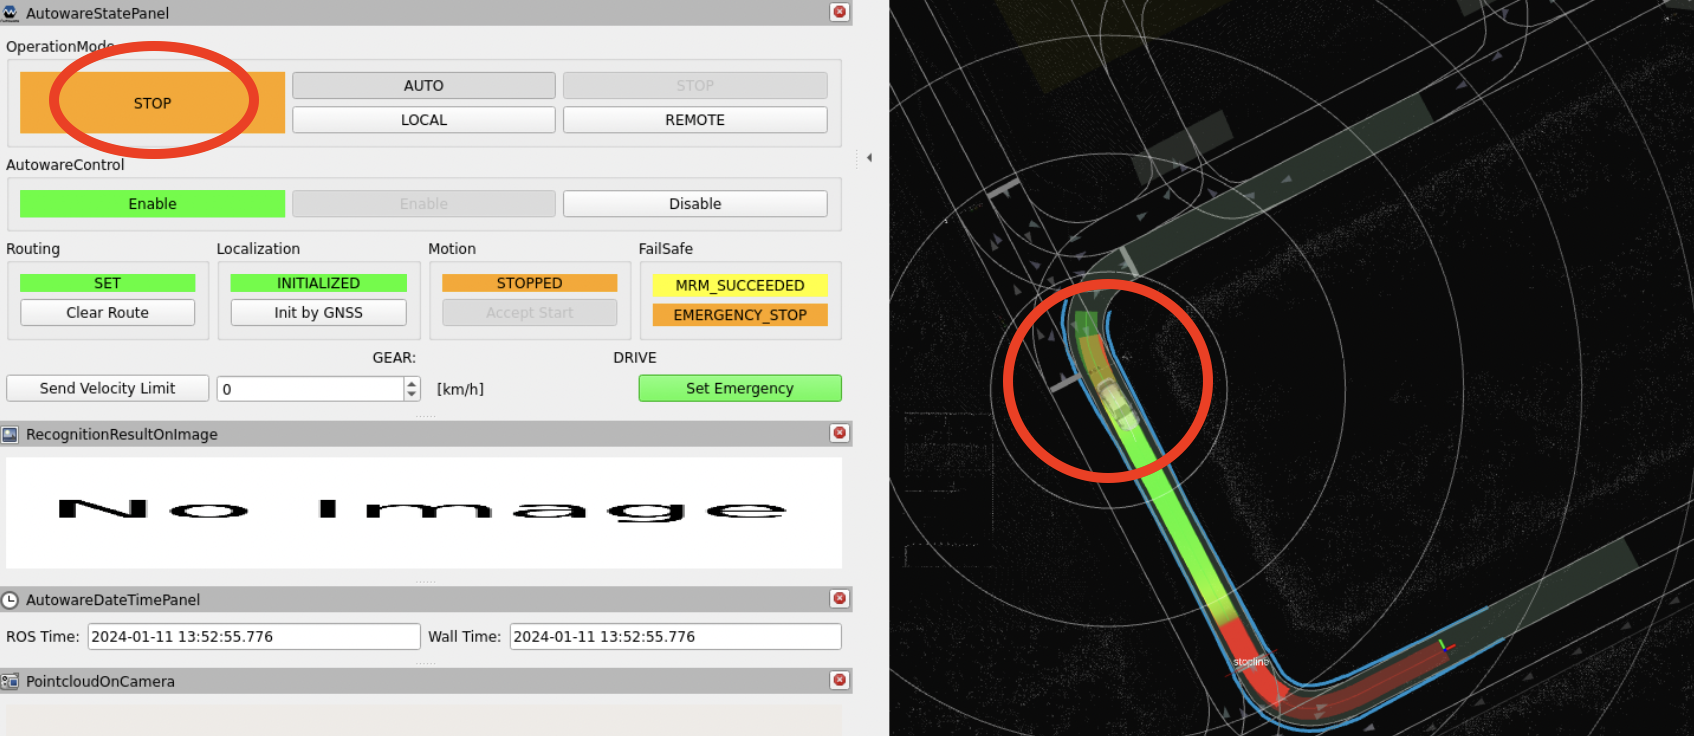 AutowareStatePanel
OperationMode
STOP
AUTO
STOP
LOCAL
REMOTE
AutowareControl
Enable
Enable
Disable
Routing
Localization
Motion
FailSafe
SET
INITIALIZED
STOPPED
MRM_SUCCEEDED
Clear Route
Init by GNSS
Accept Start
EMERGENCY_STOP
GEAR:
DRIVE
Send Velocity Limit
0
[km/h]
Set Emergency
RecognitionResultOnImage
No Image
AutowareDateTimePanel
ROS Time: 2024-01-11 13:52:55.776
Wall Time: 2024-01-11 13:52:55.776
PointcloudOnCamera
stopline